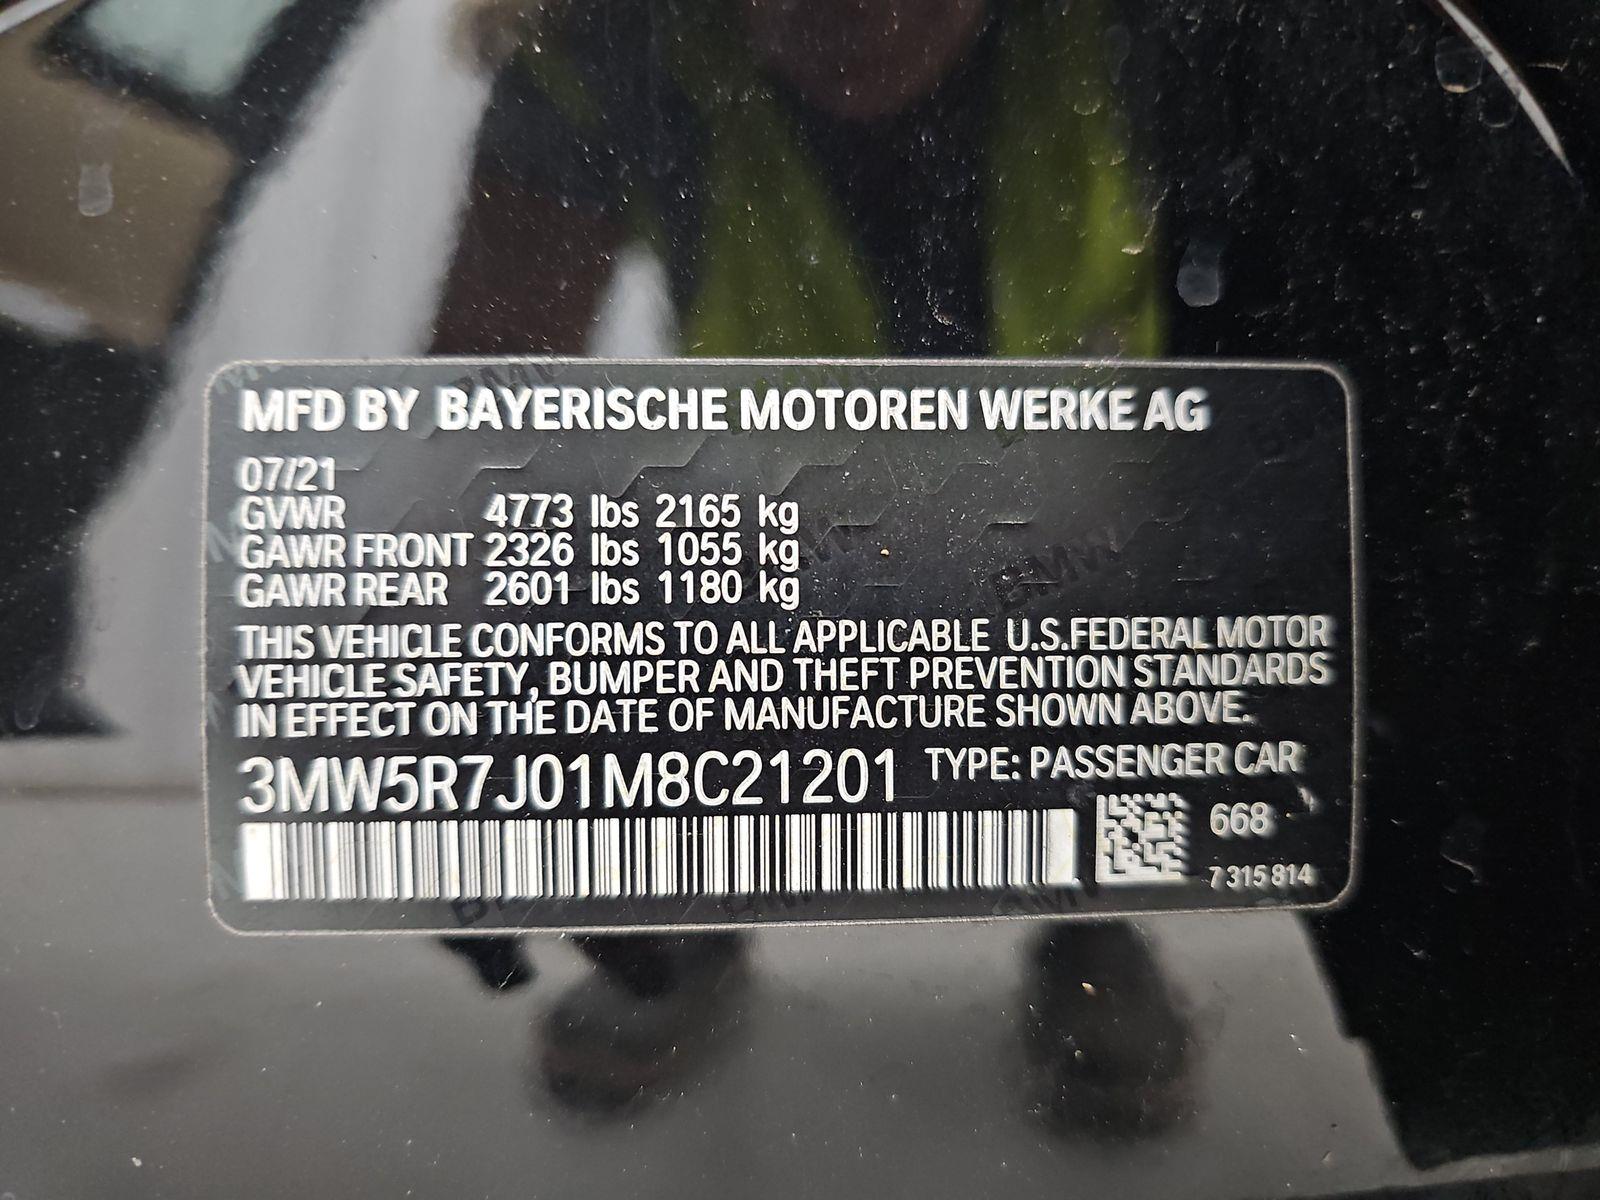 MFD BY BAYERISCHE MOTOREN WERKE AG
07/21
GVWR 4773 lbs 2165 kg
GAWR FRONT 2326 lbs 1055 kg
GAWR REAR 2601 lbs 1180 kg
THIS VEHICLE CONFORMS TO ALL APPLICABLE U.S.FEDERAL MOTOR
VEHICLE SAFETY, BUMPER AND THEFT PREVENTION STANDARDS
IN EFFECT ON THE DATE OF MANUFACTURE SHOWN ABOVE.
3MW5R7J01M8C21201 TYPE: PASSENGER CAR
668
7 315 814